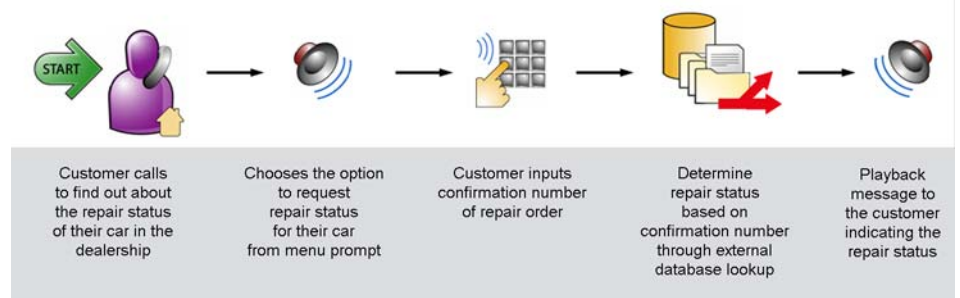 START
Customer calls
to find out about
the repair status
of their car in the
dealership
Chooses the option
to request
repair status
for their car
from menu prompt
Customer inputs
confirmation number
of repair order
Determine
repair status
based on
confirmation number
through external
database lookup
Playback
message to
the customer
indicating the
repair status